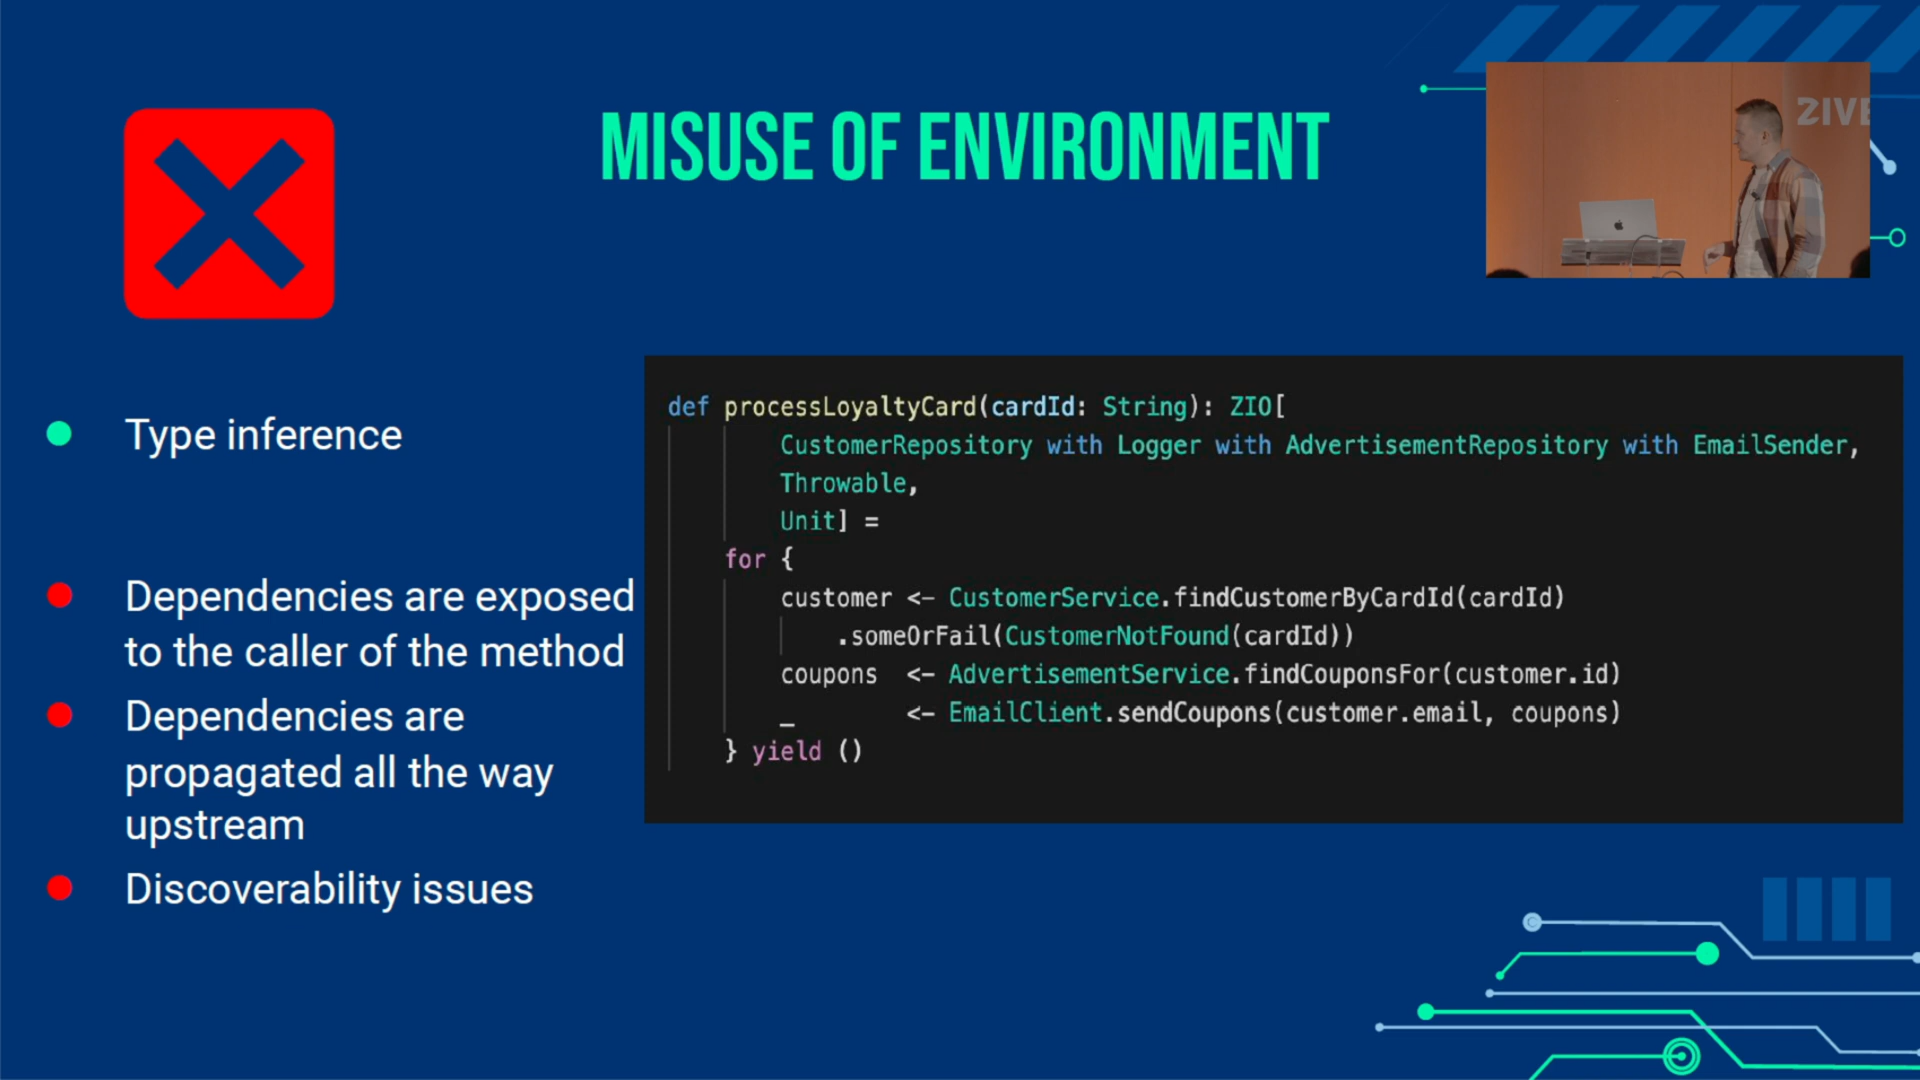 MISUSE OF ENVIRONMENT
ZIVE
Type inference
Dependencies are exposed
to the caller of the method
Dependencies are
propagated all the way
upstream
Discoverability issues
def processLoyaltyCard(cardId: String): ZIO[
CustomerRepository with Logger with AdvertisementRepository with EmailSender,
Throwable,
Unit] =
for {
customer <- CustomerService.findCustomerByCardId(cardId)
.someOrFail(CustomerNotFound(cardId))
coupons <- AdvertisementService.findCouponsFor(customer.id)
_ <- EmailClient.sendCoupons(customer.email, coupons)
} yield ()